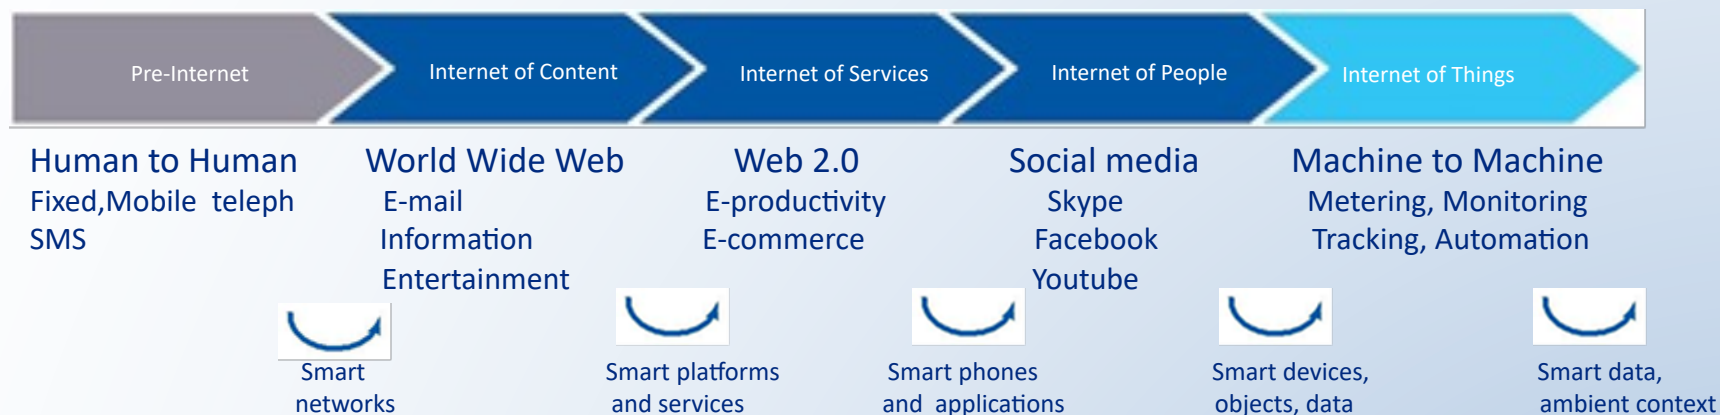 Pre-Internet
Internet of Content
Internet of Services
Internet of People
Internet of Things
Human to Human
Fixed,Mobile teleph
SMS
World Wide Web
E-mail
Information
Entertainment
Web 2.0
E-productivity
E-commerce
Social media
Skype
Facebook
Youtube
Machine to Machine
Metering, Monitoring
Tracking, Automation
Smart
networks
Smart platforms
and services
Smart phones
and applications
Smart devices,
objects, data
Smart data,
ambient context